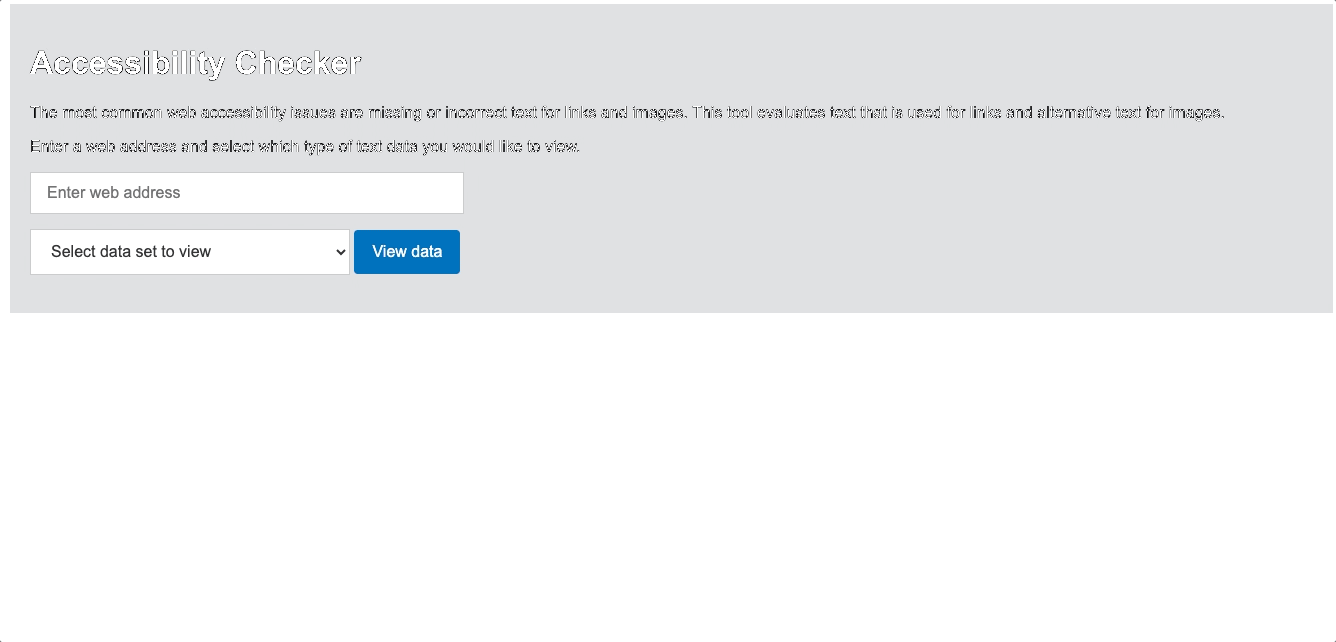 Accessibility Checker
The most common web accessibility issues are missing or incorrect text for links and images. This tool evaluates text that is used for links and alternative text for images.
Enter a web address and select which type of text data you would like to view.
Enter web address
Select data set to view
View data